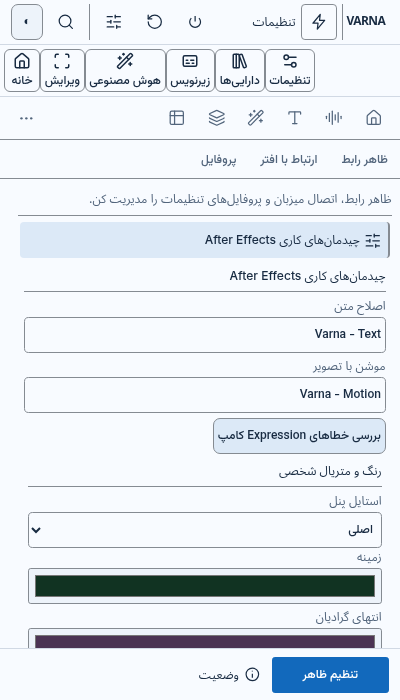 VARNA
تنظیمات
تنظیمات
دارایی‌ها
زیرنویس
هوش مصنوعی
ویرایش
خانه
ظاهر رابط
ارتباط با افتر
پروفایل
ظاهر رابط، اتصال میزبان و پروفایل‌های تنظیمات را مدیریت کن.
چیدمان‌های کاری After Effects
چیدمان‌های کاری After Effects
اصلاح متن
Varna - Text
موشن با تصویر
Varna - Motion
بررسی خطاهای Expression کامپ
رنگ و متریال شخصی
استایل پنل
اصلی
زمینه
انتهای گرادیان
تنظیم ظاهر
وضعیت